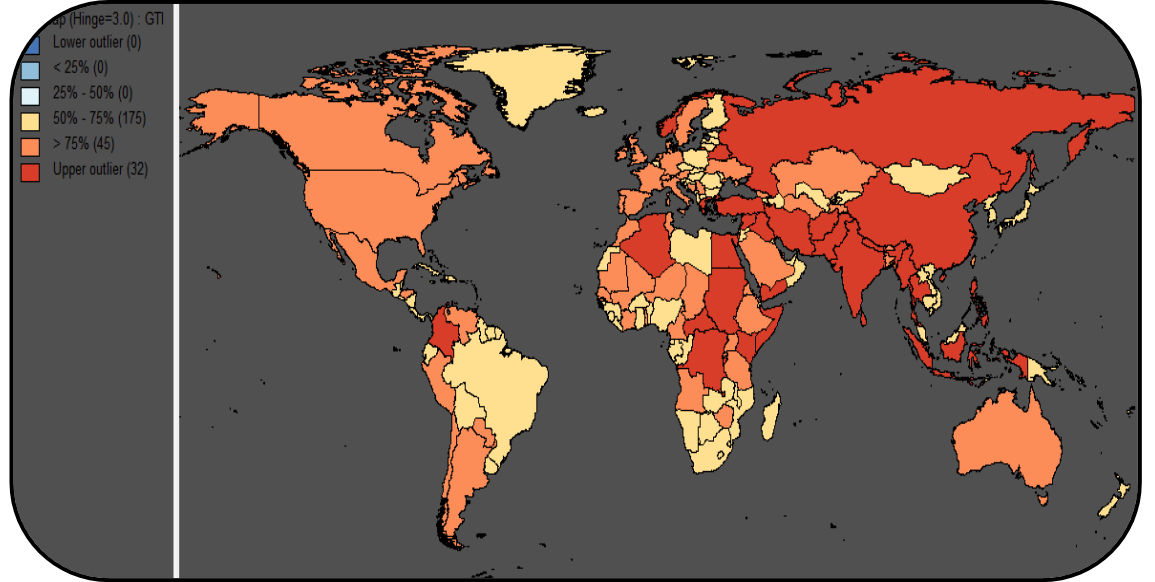 (Hinge=3.0) : GTI
Lower outlier (0)
< 25% (0)
25% - 50% (0)
50% - 75% (175)
> 75% (45)
Upper outlier (32)